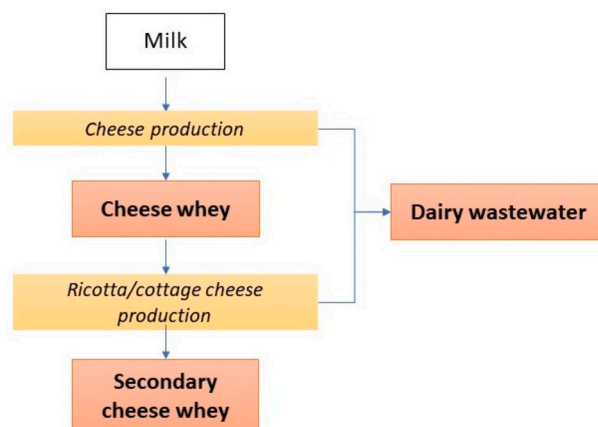 Milk
Cheese production
Cheese whey
Dairy wastewater
Ricotta/cottage cheese
production
Secondary
cheese whey